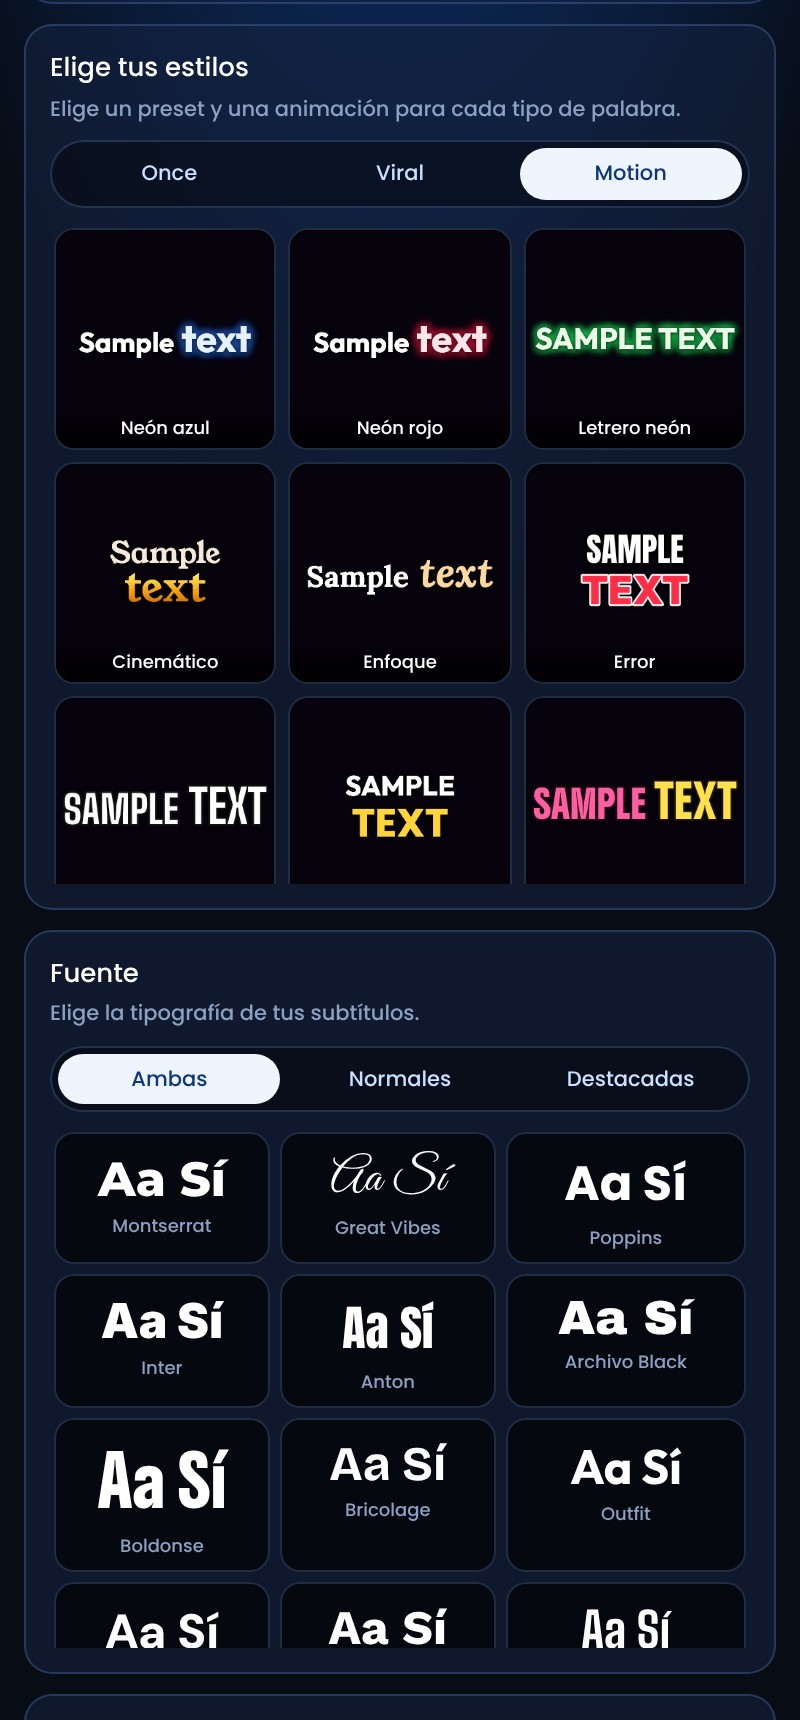 Elige tus estilos
Elige un preset y una animación para cada tipo de palabra.
Once Viral Motion
Sample text
Neón azul
Sample text
Neón rojo
SAMPLE TEXT
Letrero neón
Sample
text
Cinemático
Sample text
Enfoque
SAMPLE
TEXT
Error
SAMPLE TEXT
SAMPLE
TEXT
SAMPLE TEXT
Fuente
Elige la tipografía de tus subtítulos.
Ambas Normales Destacadas
Aa Sí
Montserrat
Aa Sí
Great Vibes
Aa Sí
Poppins
Aa Sí
Inter
Aa Sí
Anton
Aa Sí
Archivo Black
Aa Sí
Boldonse
Aa Sí
Bricolage
Aa Sí
Outfit
Aa Sí
Aa Sí
Aa Sí